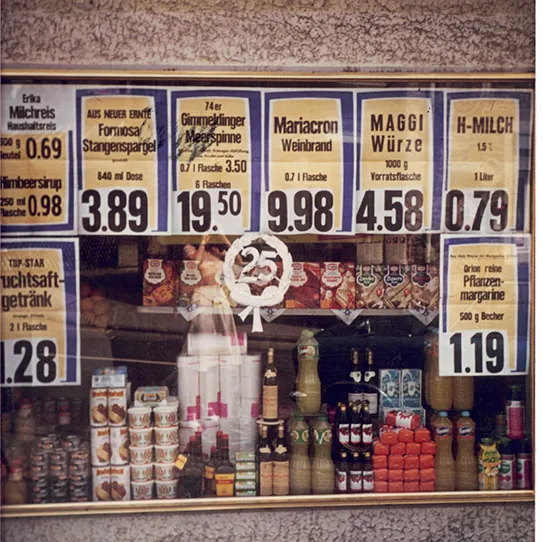 Erika
Milchreis
Haushaltsreis
0.69
Himbeersirup
250 ml
Flasche
0.98
AUS NEUER ERNTE
Formosa
Stangenspargel
840 ml Dose
3.89
74er
Gimmeldinger
Meerspinne
0.7 l Flasche 3.50
6 Flaschen
19.50
Mariacron
Weinbrand
0.7 l Flasche
9.98
MAGGI
Würze
1000 g
Vorratsflasche
4.58
H-MILCH
1.5%
1 Liter
0.79
TOP-STAR
uchtsaft-
getränk
2 l Flasche
1.28
25
Orion reine
Pflanzen-
margarine
500 g Becher
1.19